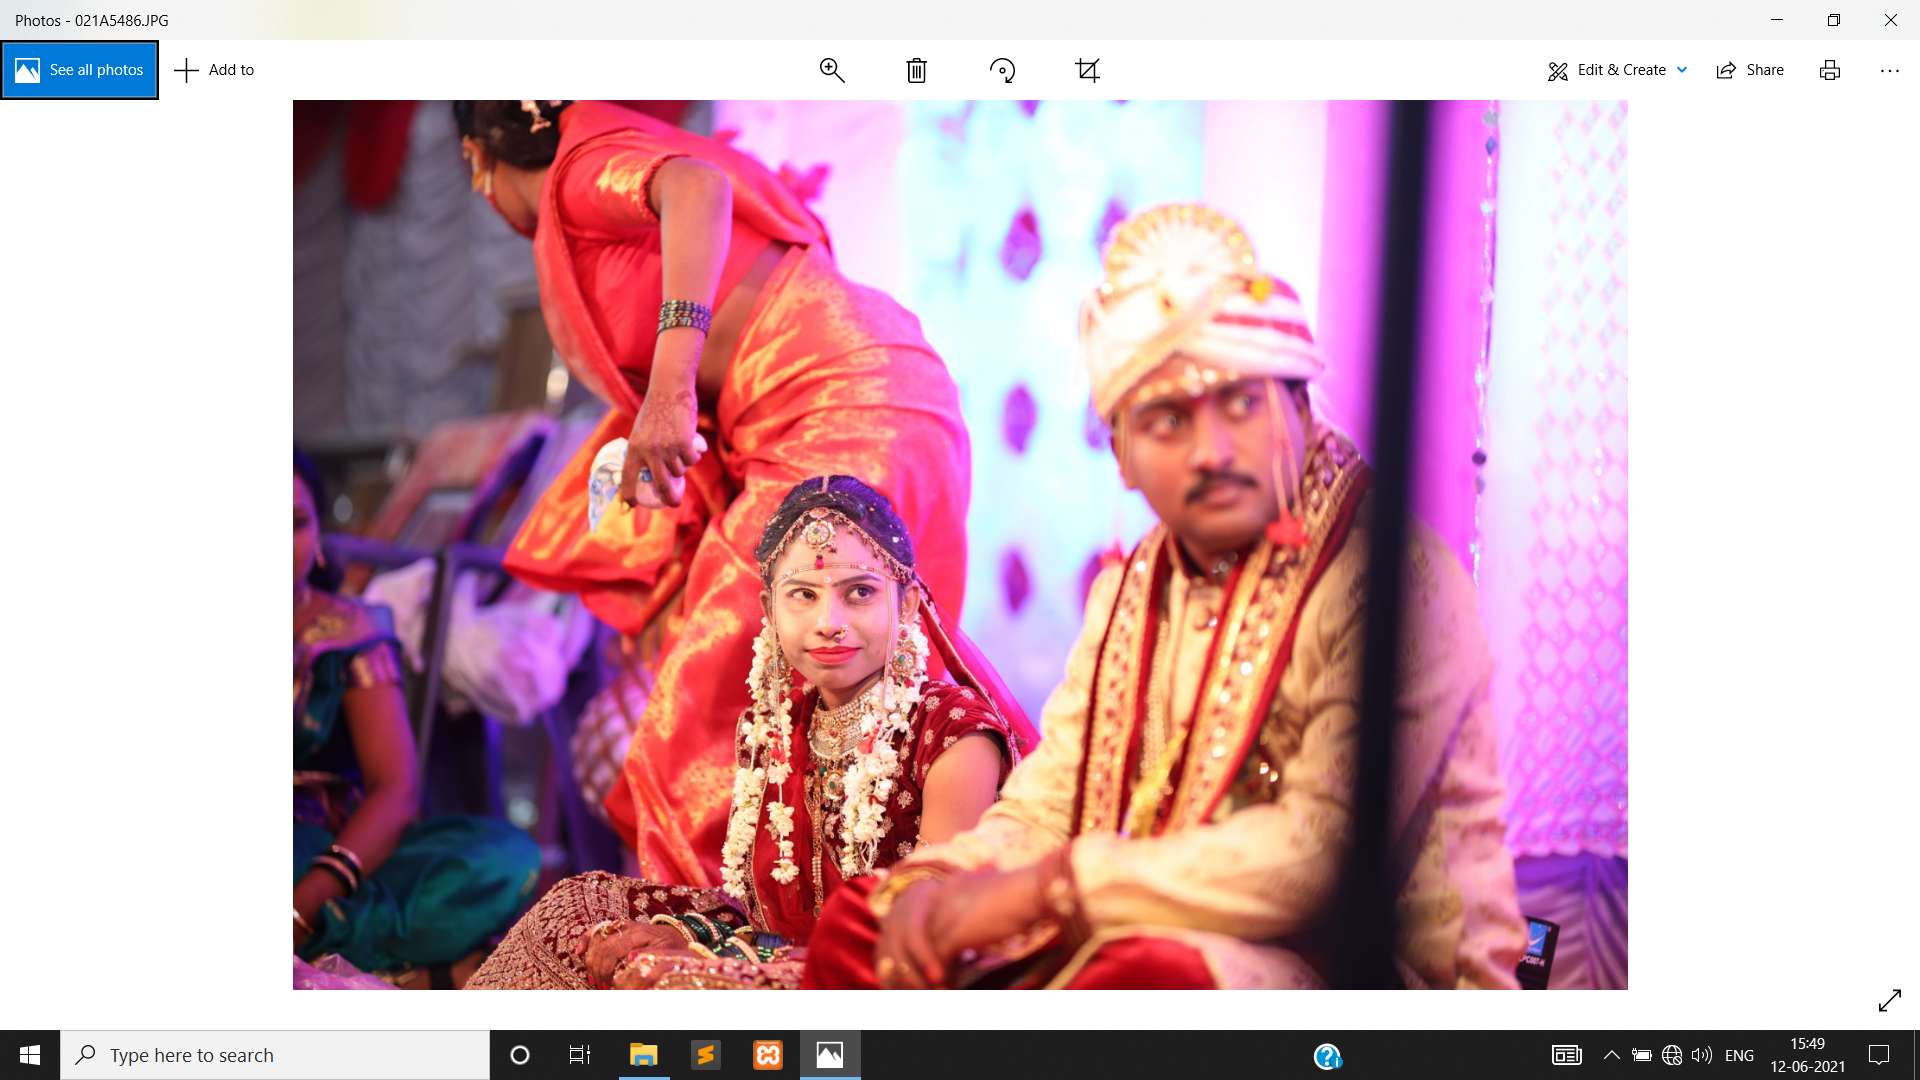 Photos - 021A5486.JPG
See all photos
Add to
Edit & Create
Share
Type here to search
ENG
15:49
12-06-2021